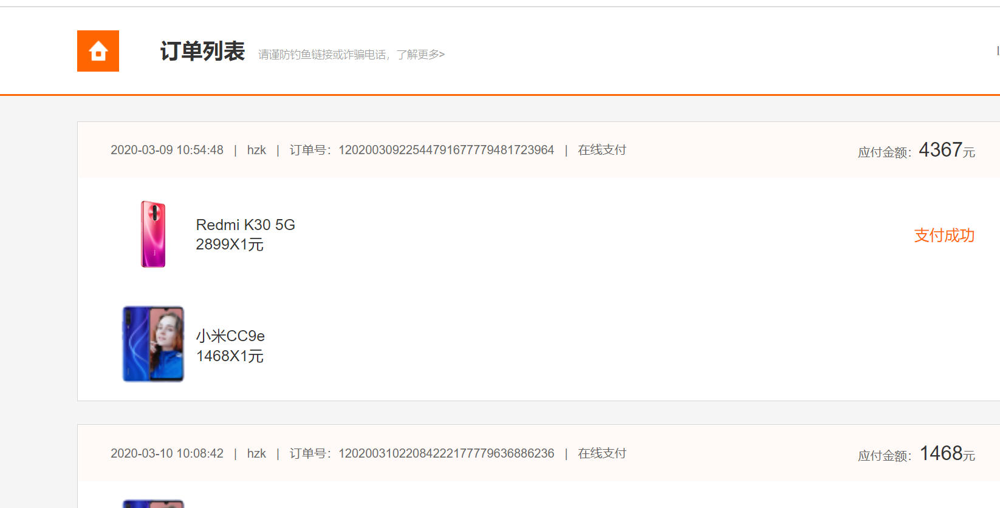 订单列表 请谨防钓鱼链接或诈骗电话，了解更多>
2020-03-09 10:54:48 | hzk | 订单号：12020030922544791677779481723964 | 在线支付 应付金额：4367元
Redmi K30 5G
2899X1元
支付成功
小米CC9e
1468X1元
2020-03-10 10:08:42 | hzk | 订单号：12020031022084222177779636886236 | 在线支付 应付金额：1468元